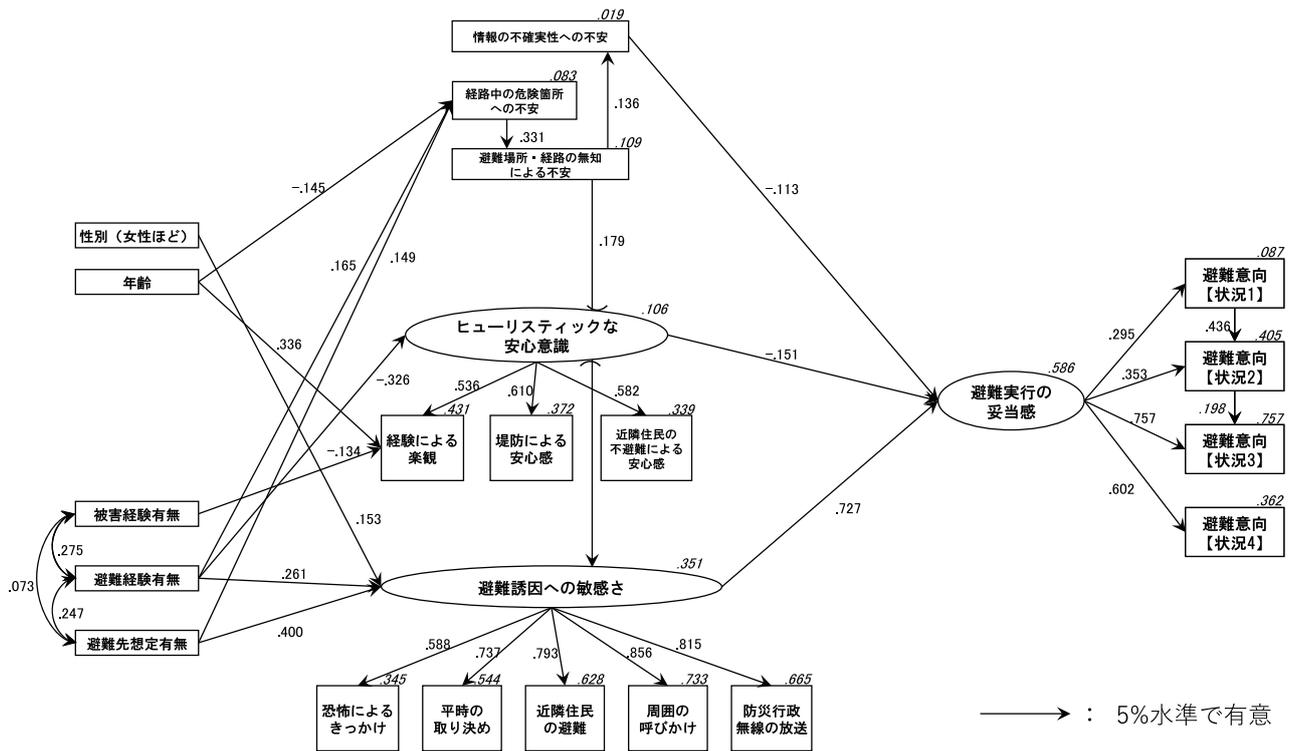 .019
情報の不確実性への不安
.083
経路中の危険箇所
への不安
.136
.331
.109
避難場所・経路の無知
による不安
-.145
-.113
性別（女性ほど）
.179
.165
.149
年齢
.087
避難意向
【状況1】
.106
ヒューリスティックな
安心意識
.336
.436
.295
.405
-.151
避難意向
【状況2】
.353
.586
避難実行の
妥当感
-.326
.536
.610
.582
.431
.372
.339
経験による
楽観
堤防による
安心感
近隣住民の
不避難による
安心感
.198
.757
.757
避難意向
【状況3】
-.134
.602
.362
避難意向
【状況4】
被害経験有無
.153
.727
.275
.073
避難経験有無
.261
.351
避難誘因への敏感さ
.247
避難先想定有無
.400
.588
.737
.793
.856
.815
.345
.544
.628
.733
.665
恐怖による
きっかけ
平時の
取り決め
近隣住民
の避難
周囲の
呼びかけ
防災行政
無線の放送
： 5%水準で有意